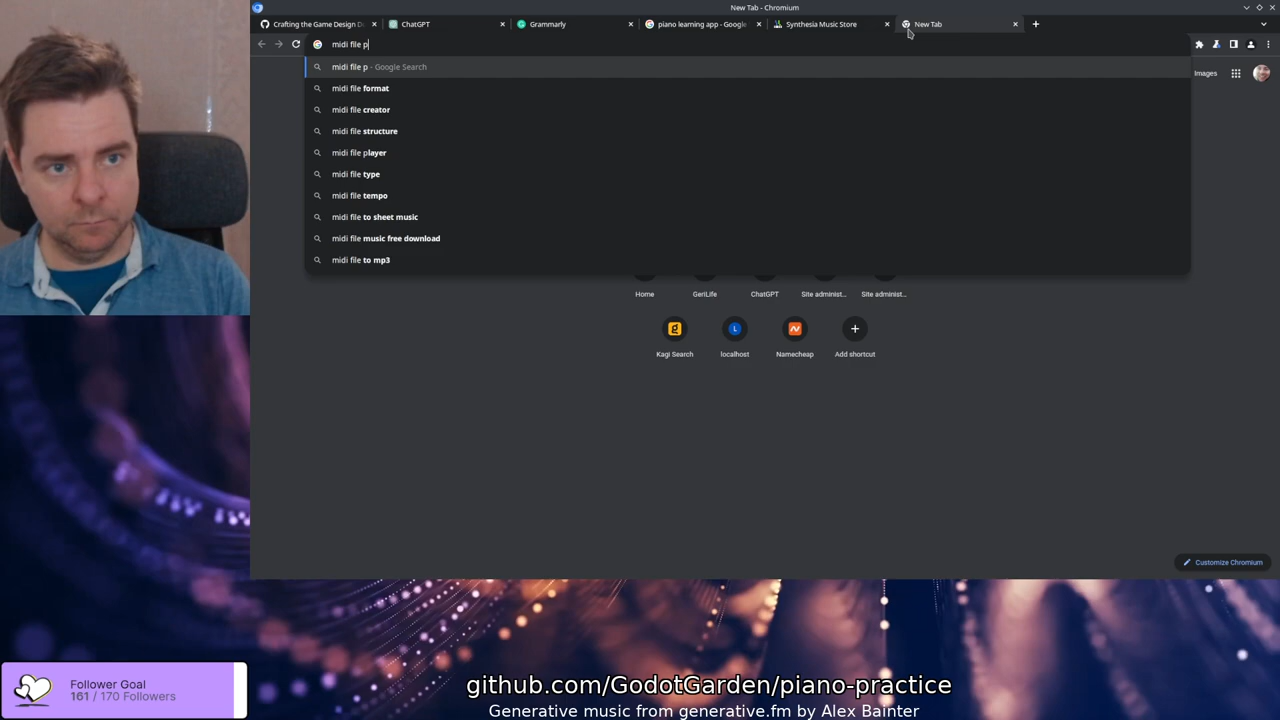 New Tab - Chromium
Crafting the Game Design D
ChatGPT
Grammarly
piano learning app - Google
Synthesia Music Store
New Tab
midi file p
Images
midi file p - Google Search
midi file format
midi file creator
midi file structure
midi file player
midi file type
midi file tempo
midi file to sheet music
midi file music free download
midi file to mp3
Home
GeriLife
ChatGPT
Site administ...
Site administ...
Kagi Search
localhost
Namecheap
Add shortcut
Customize Chromium
Follower Goal
161 / 170 Followers
github.com/GodotGarden/piano-practice
Generative music from generative.fm by Alex Bainter